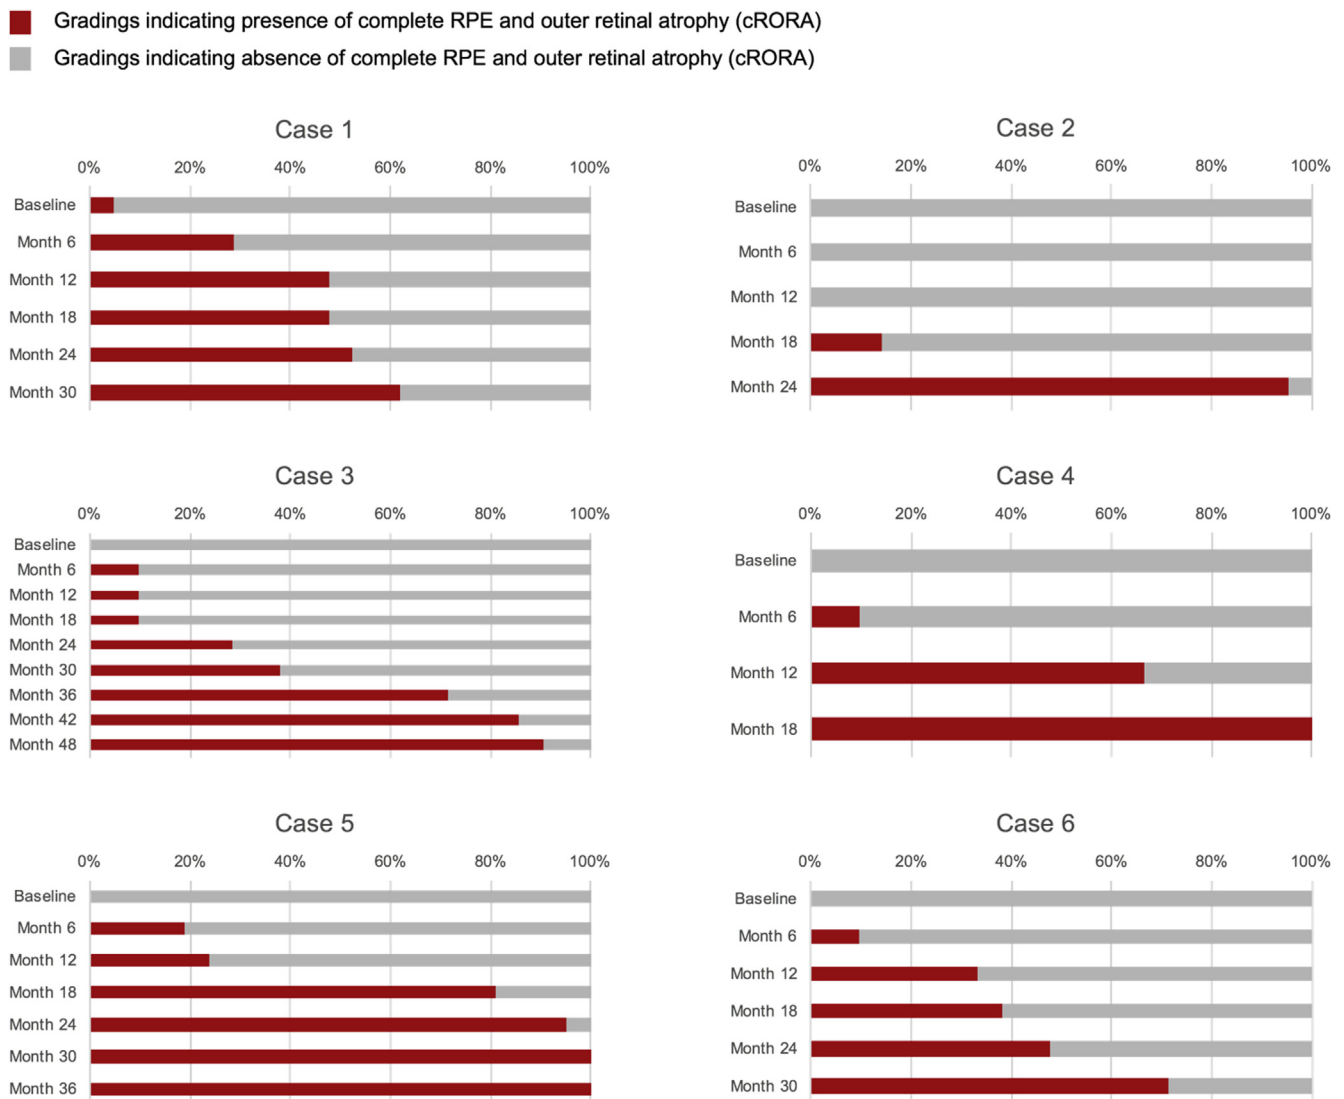 Gradings indicating presence of complete RPE and outer retinal atrophy (cRORA)
Gradings indicating absence of complete RPE and outer retinal atrophy (cRORA)
Case 1
0% 20% 40% 60% 80% 100%
Baseline
Month 6
Month 12
Month 18
Month 24
Month 30
Case 2
0% 20% 40% 60% 80% 100%
Baseline
Month 6
Month 12
Month 18
Month 24
Case 3
0% 20% 40% 60% 80% 100%
Baseline
Month 6
Month 12
Month 18
Month 24
Month 30
Month 36
Month 42
Month 48
Case 4
0% 20% 40% 60% 80% 100%
Baseline
Month 6
Month 12
Month 18
Case 5
0% 20% 40% 60% 80% 100%
Baseline
Month 6
Month 12
Month 18
Month 24
Month 30
Month 36
Case 6
0% 20% 40% 60% 80% 100%
Baseline
Month 6
Month 12
Month 18
Month 24
Month 30